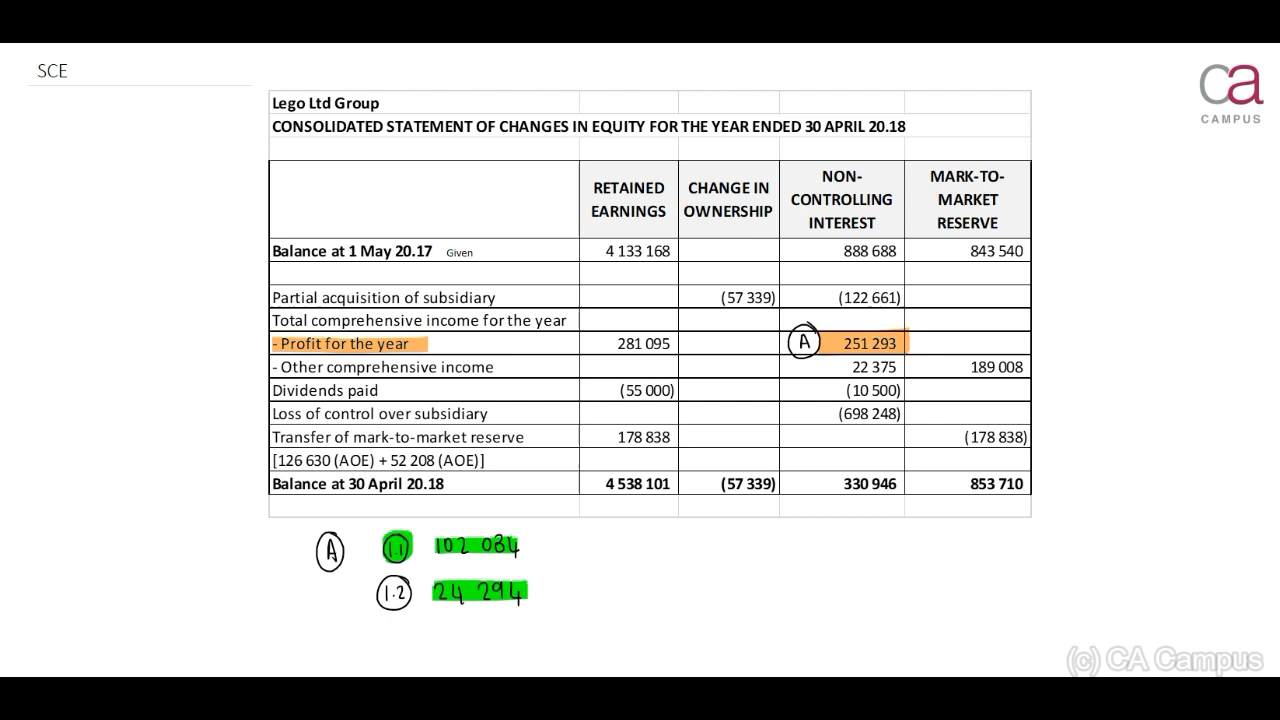 SCE
ca
CAMPUS
Lego Ltd Group
CONSOLIDATED STATEMENT OF CHANGES IN EQUITY FOR THE YEAR ENDED 30 APRIL 20.18
RETAINED EARNINGS CHANGE IN OWNERSHIP NON-CONTROLLING INTEREST MARK-TO-MARKET RESERVE
Balance at 1 May 20.17 Given 4 133 168 888 688 843 540
Partial acquisition of subsidiary (57 339) (122 661)
Total comprehensive income for the year
- Profit for the year 281 095 A 251 293
- Other comprehensive income 22 375 189 008
Dividends paid (55 000) (10 500)
Loss of control over subsidiary (698 248)
Transfer of mark-to-market reserve 178 838 (178 838)
[126 630 (AOE) + 52 208 (AOE)]
Balance at 30 April 20.18 4 538 101 (57 339) 330 946 853 710
A 1.1 102 084
1.2 24 294
(c) CA Campus